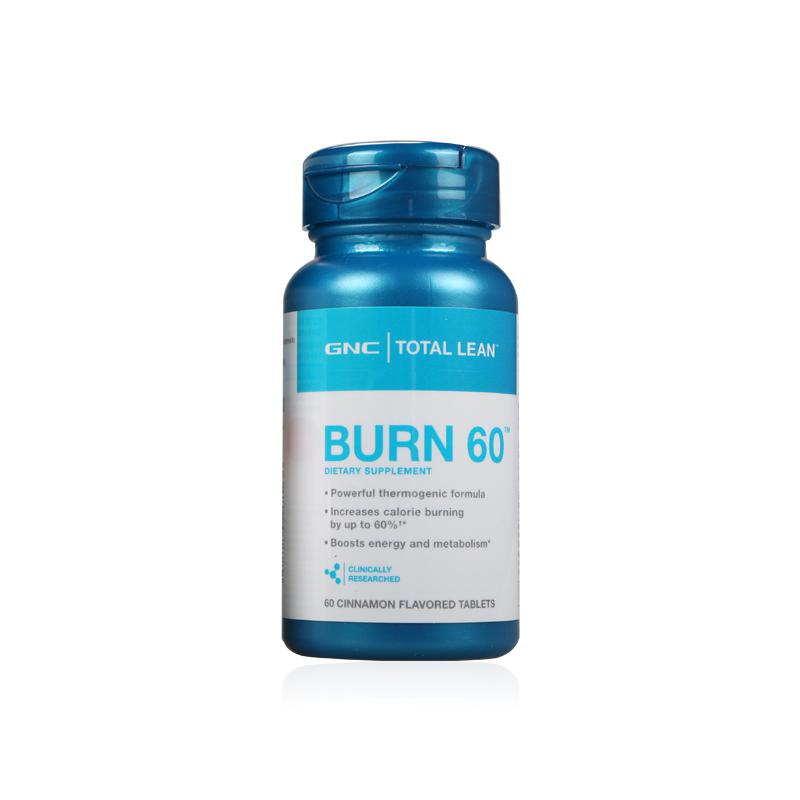 GNC | TOTAL LEAN™
BURN 60™
DIETARY SUPPLEMENT
• Powerful thermogenic formula
• Increases calorie burning
by up to 60%†*
• Boosts energy and metabolism*
CLINICALLY
RESEARCHED
60 CINNAMON FLAVORED TABLETS